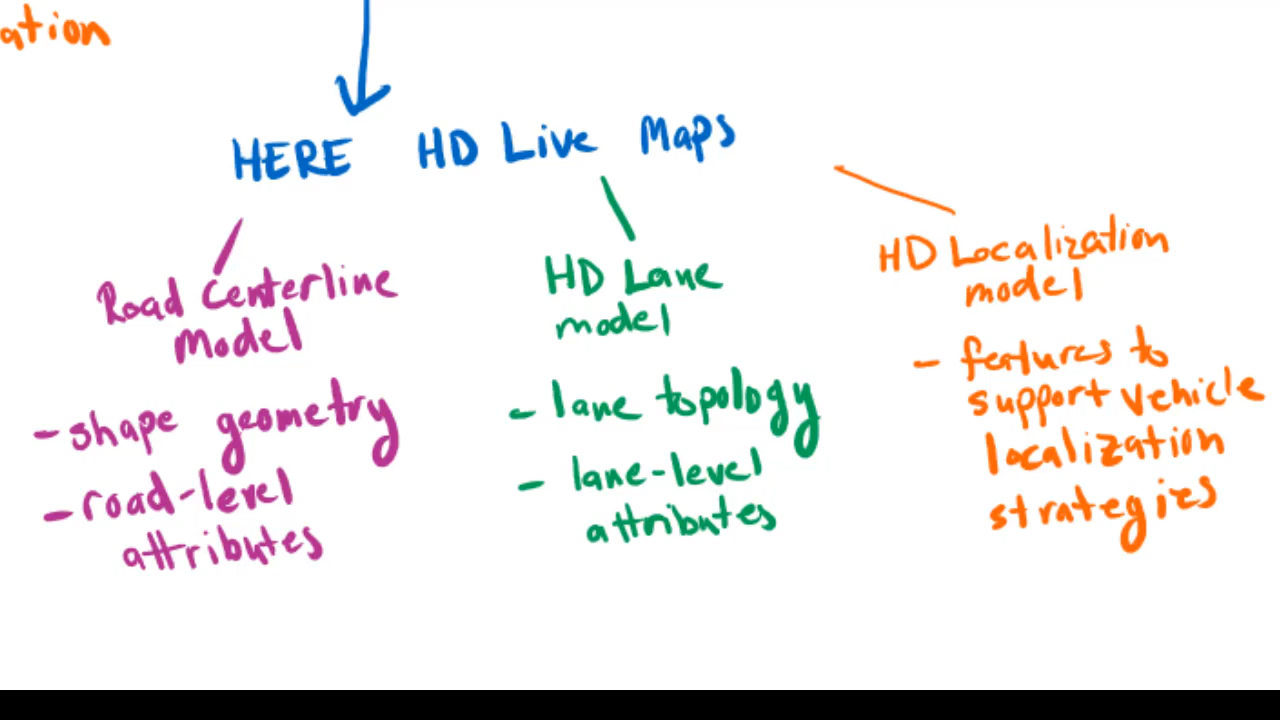 ation
HERE HD Live Maps
Road Centerline
Model
- shape geometry
- road-level
attributes
HD Lane
model
- lane topology
- lane-level
attributes
HD Localization
model
- features to
support vehicle
localization
strategies